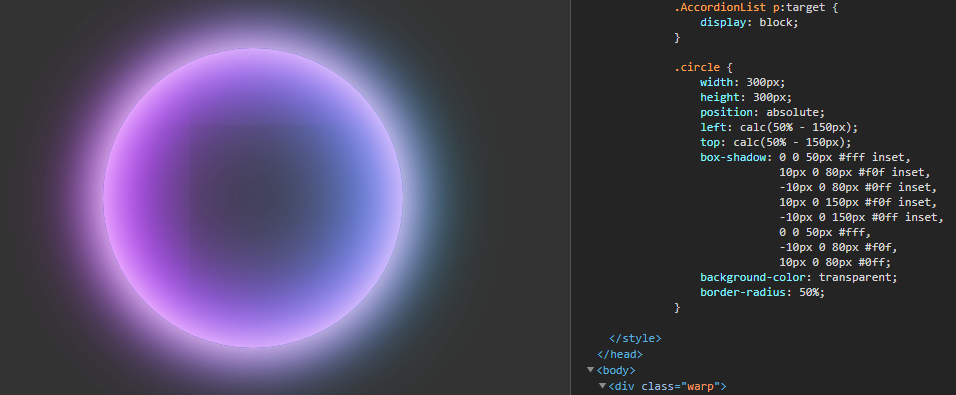 .AccordionList p:target {
display: block;
}
.circle {
width: 300px;
height: 300px;
position: absolute;
left: calc(50% - 150px);
top: calc(50% - 150px);
box-shadow: 0 0 50px #fff inset,
10px 0 80px #f0f inset,
-10px 0 80px #0ff inset,
10px 0 150px #f0f inset,
-10px 0 150px #0ff inset,
0 0 50px #fff,
-10px 0 80px #f0f,
10px 0 80px #0ff;
background-color: transparent;
border-radius: 50%;
}
</style>
</head>
<body>
<div class="warp">